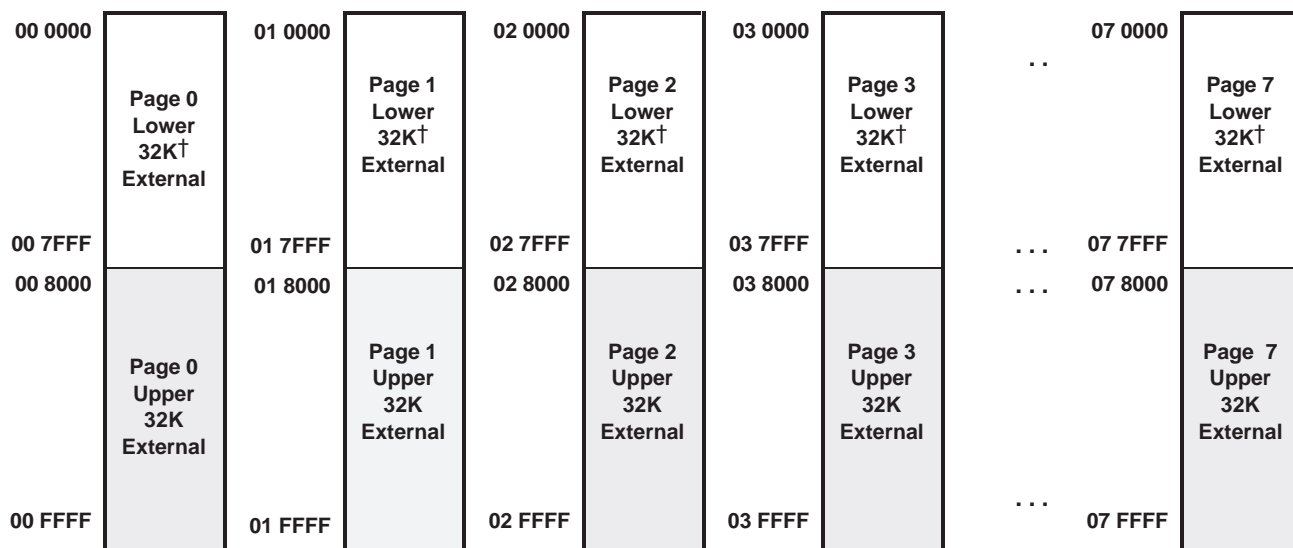 00 0000
Page 0
Lower
32K†
External
00 7FFF
00 8000
Page 0
Upper
32K
External
00 FFFF
01 0000
Page 1
Lower
32K†
External
01 7FFF
01 8000
Page 1
Upper
32K
External
01 FFFF
02 0000
Page 2
Lower
32K†
External
02 7FFF
02 8000
Page 2
Upper
32K
External
02 FFFF
03 0000
Page 3
Lower
32K†
External
03 7FFF
03 8000
Page 3
Upper
32K
External
03 FFFF
. .
. . .
. . .
. . .
07 0000
Page 7
Lower
32K†
External
07 7FFF
07 8000
Page 7
Upper
32K
External
07 FFFF